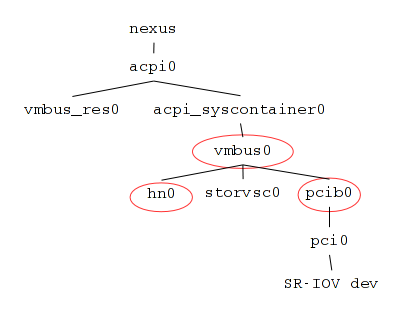 nexus
acpi0
vmbus_res0 acpi_syscontainer0
vmbus0
hn0 storvsc0 pcib0
pci0
SR-IOV dev